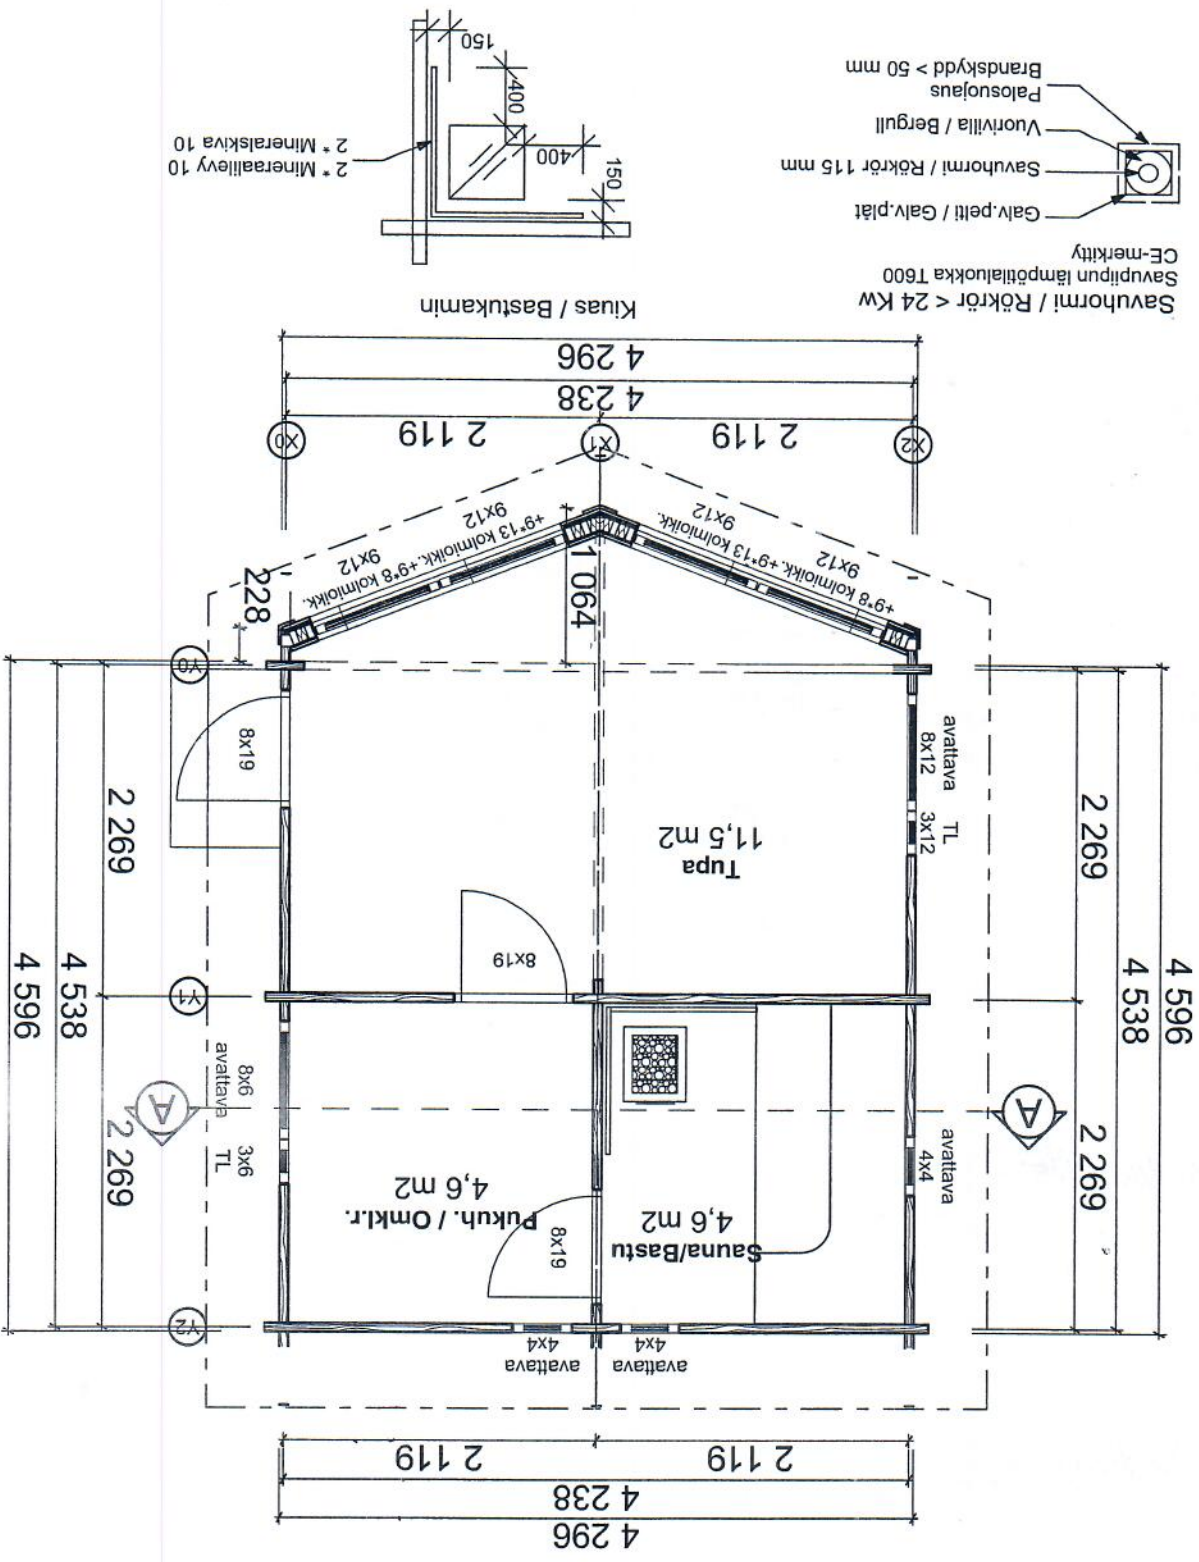 4 296
4 238
2 119
2 119
avattava
4x4
avattava
4x4
Y2
Sauna/Bastu
4,6 m2
8x19
Pukuh. / Omkl.r.
4,6 m2
avattava
4x4
3x6
TL
8x6
avattava
A
A
2 269
2 269
4 538
4 596
2 269
2 269
4 538
4 596
Y1
8x19
Tupa
11,5 m2
TL
3x12
avattava
8x12
8x19
Y0
228
1 064
+9*8 kolmioikk.
9x12
+9*13 kolmioikk.
9x12
+9*13 kolmioikk.
9x12
+9*8 kolmioikk.
9x12
X2
X1
X0
2 119
2 119
4 238
4 296
Savuhormi / Rökrör < 24 Kw
Savupiipun lämpötilaluokka T600
CE-merkitty
Galv.pelti / Galv.plåt
Savuhormi / Rökrör 115 mm
Vuorivilla / Bergull
Palosuojaus
Brandskydd > 50 mm
Kiuas / Bastukamin
150
400
400
150
2* Mineraalilevy 10
2* Mineralskiva 10